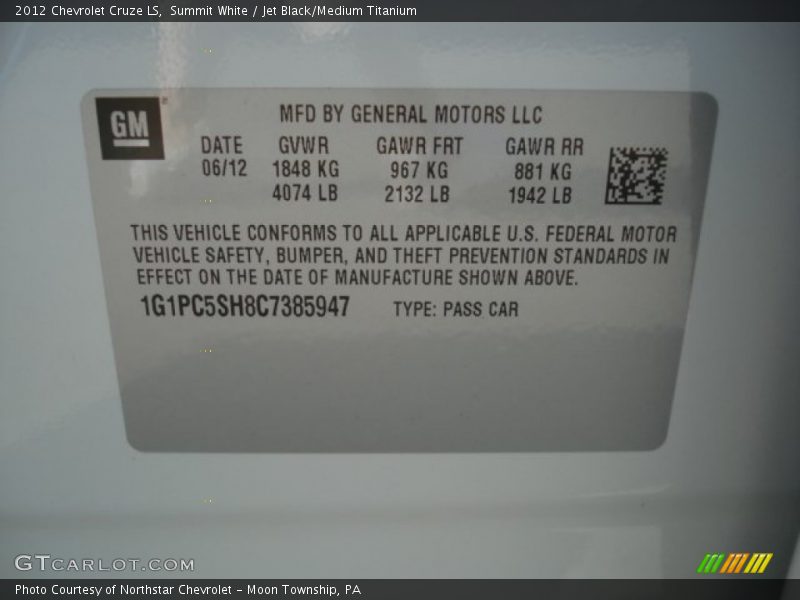 2012 Chevrolet Cruze LS, Summit White / Jet Black/Medium Titanium
GM
MFD BY GENERAL MOTORS LLC
DATE GVWR GAWR FRT GAWR RR
06/12 1848 KG 967 KG 881 KG
4074 LB 2132 LB 1942 LB
THIS VEHICLE CONFORMS TO ALL APPLICABLE U.S. FEDERAL MOTOR
VEHICLE SAFETY, BUMPER, AND THEFT PREVENTION STANDARDS IN
EFFECT ON THE DATE OF MANUFACTURE SHOWN ABOVE.
1G1PC5SH8C7385947 TYPE: PASS CAR
GTCARLOT.COM
Photo Courtesy of Northstar Chevrolet - Moon Township, PA